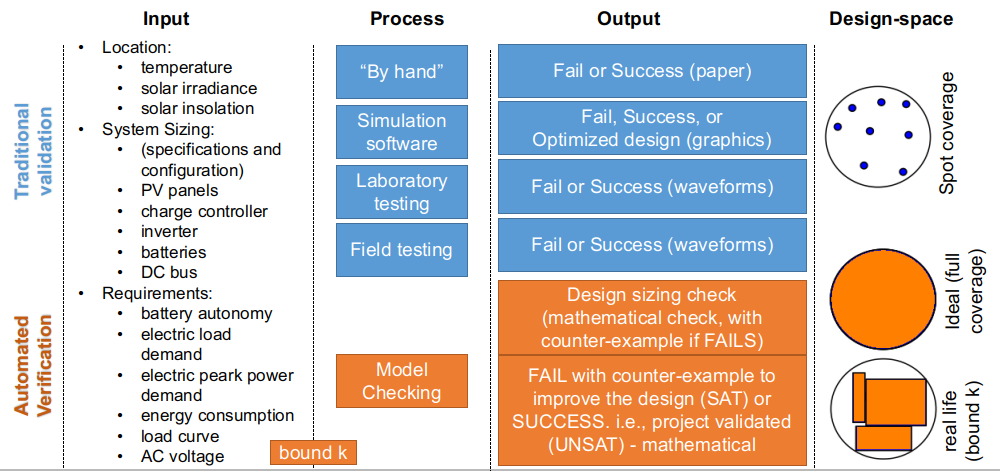 Input
Process
Output
Design-space
Traditional
validation
Automated
Verification
• Location:
• temperature
• solar irradiance
• solar insolation
• System Sizing:
• (specifications and
configuration)
• PV panels
• charge controller
• inverter
• batteries
• DC bus
• Requirements:
• battery autonomy
• electric load
demand
• electric peark power
demand
• energy consumption
• load curve
• AC voltage
bound k
“By hand”
Simulation
software
Laboratory
testing
Field testing
Model
Checking
Fail or Success (paper)
Fail, Success, or
Optimized design (graphics)
Fail or Success (waveforms)
Fail or Success (waveforms)
Design sizing check
(mathematical check, with
counter-example if FAILS)
FAIL with counter-example to
improve the design (SAT) or
SUCCESS. i.e., project validated
(UNSAT) - mathematical
Spot coverage
Ideal (full
coverage)
real life
(bound k)